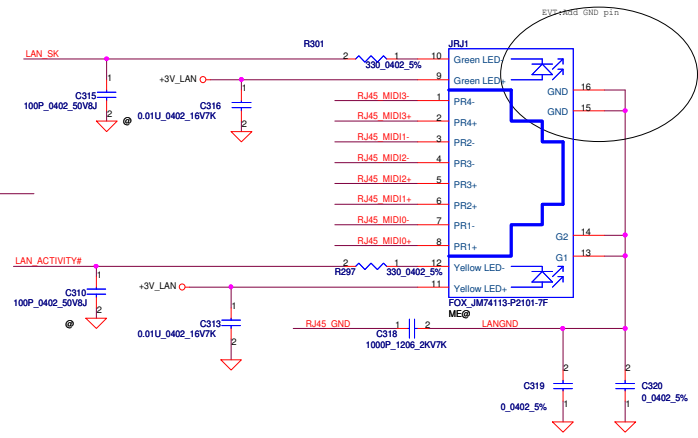 EVT:Add GND pin
LAN_SK
R301
2
1
330_0402_5%
10
JRJ1
Green LED-
+3V_LAN
9
Green LED+
1
C315
100P_0402_50V8J
2
@
1
C316
0.01U_0402_16V7K
2
RJ45_MIDI3-
1
PR4-
RJ45_MIDI3+
2
PR4+
RJ45_MIDI1-
3
PR2-
RJ45_MIDI2-
4
PR3-
RJ45_MIDI2+
5
PR3+
RJ45_MIDI1+
6
PR2+
RJ45_MIDI0-
7
PR1-
RJ45_MIDI0+
8
PR1+
GND
16
GND
15
G2
14
G1
13
LAN_ACTIVITY#
2
1
R297
330_0402_5%
12
Yellow LED-
+3V_LAN
11
Yellow LED+
1
C310
100P_0402_50V8J
2
@
1
C313
0.01U_0402_16V7K
2
FOX_JM74113-P2101-7F
ME@
RJ45_GND
1
2
C318
1000P_1206_2KV7K
LANGND
2
C319
1
0_0402_5%
2
C320
1
0_0402_5%